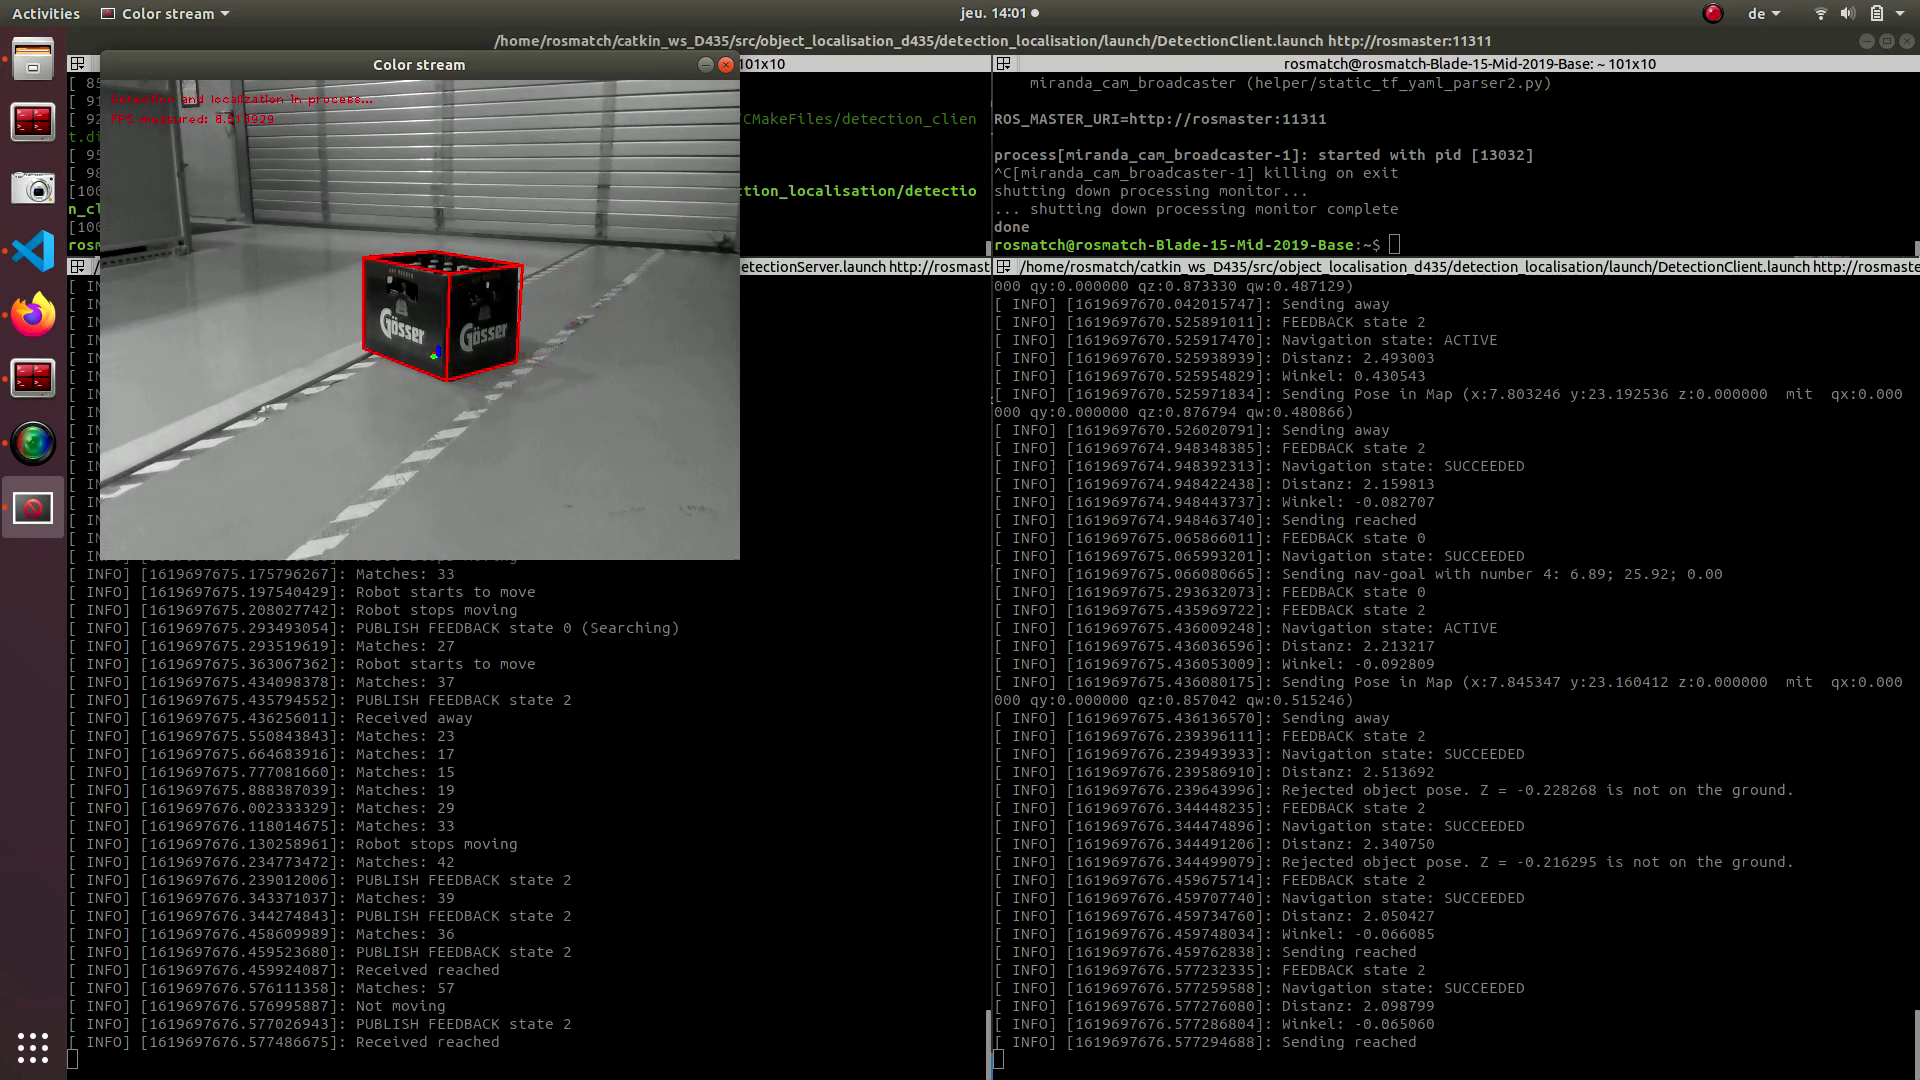 Activities
Color stream
jeu. 14:01
de
/home/rosmatch/catkin_ws_D435/src/object_localisation_d435/detection_localisation/launch/DetectionClient.launch http://rosmaster:11311
Color stream
101x10
Detection and localization in process...
FPS measured: 8.513929
Gösser
Gösser
/CMakeFiles/detection_clien
t.di
ction_localisation/detectio
n_cl
[100
rosm
rosmatch@rosmatch-Blade-15-Mid-2019-Base: ~ 101x10
miranda_cam_broadcaster (helper/static_tf_yaml_parser2.py)
ROS_MASTER_URI=http://rosmaster:11311
process[miranda_cam_broadcaster-1]: started with pid [13032]
^C[miranda_cam_broadcaster-1] killing on exit
shutting down processing monitor...
... shutting down processing monitor complete
done
rosmatch@rosmatch-Blade-15-Mid-2019-Base:~$
etectionServer.launch http://rosmast
[ INFO] [1619697675.175796267]: Matches: 33
[ INFO] [1619697675.197540429]: Robot starts to move
[ INFO] [1619697675.208027742]: Robot stops moving
[ INFO] [1619697675.293493054]: PUBLISH FEEDBACK state 0 (Searching)
[ INFO] [1619697675.293519619]: Matches: 27
[ INFO] [1619697675.363067362]: Robot starts to move
[ INFO] [1619697675.434098378]: Matches: 37
[ INFO] [1619697675.435794552]: PUBLISH FEEDBACK state 2
[ INFO] [1619697675.436256011]: Received away
[ INFO] [1619697675.550843843]: Matches: 23
[ INFO] [1619697675.664683916]: Matches: 17
[ INFO] [1619697675.777081660]: Matches: 15
[ INFO] [1619697675.888387039]: Matches: 19
[ INFO] [1619697676.002333339]: Matches: 29
[ INFO] [1619697676.118014675]: Matches: 33
[ INFO] [1619697676.130258961]: Robot stops moving
[ INFO] [1619697676.234773472]: Matches: 42
[ INFO] [1619697676.239012006]: PUBLISH FEEDBACK state 2
[ INFO] [1619697676.343371037]: Matches: 39
[ INFO] [1619697676.344274843]: PUBLISH FEEDBACK state 2
[ INFO] [1619697676.458609989]: Matches: 36
[ INFO] [1619697676.459523680]: PUBLISH FEEDBACK state 2
[ INFO] [1619697676.459924087]: Received reached
[ INFO] [1619697676.576111358]: Matches: 57
[ INFO] [1619697676.576995887]: Not moving
[ INFO] [1619697676.577026943]: PUBLISH FEEDBACK state 2
[ INFO] [1619697676.577486675]: Received reached
/home/rosmatch/catkin_ws_D435/src/object_localisation_d435/detection_localisation/launch/DetectionClient.launch http://rosmaste
000 qy:0.000000 qz:0.873330 qw:0.487129)
[ INFO] [1619697670.042015747]: Sending away
[ INFO] [1619697670.525891011]: FEEDBACK state 2
[ INFO] [1619697670.525917470]: Navigation state: ACTIVE
[ INFO] [1619697670.525938939]: Distanz: 2.493003
[ INFO] [1619697670.525954829]: Winkel: 0.430543
[ INFO] [1619697670.525971834]: Sending Pose in Map (x:7.803246 y:23.192536 z:0.000000  mit  qx:0.000
000 qy:0.000000 qz:0.876794 qw:0.480866)
[ INFO] [1619697670.526020791]: Sending away
[ INFO] [1619697674.948348385]: FEEDBACK state 2
[ INFO] [1619697674.948392313]: Navigation state: SUCCEEDED
[ INFO] [1619697674.948422438]: Distanz: 2.159813
[ INFO] [1619697674.948443737]: Winkel: -0.082707
[ INFO] [1619697674.948463740]: Sending reached
[ INFO] [1619697675.065866011]: FEEDBACK state 0
[ INFO] [1619697675.065993201]: Navigation state: SUCCEEDED
[ INFO] [1619697675.066080665]: Sending nav-goal with number 4: 6.89; 25.92; 0.00
[ INFO] [1619697675.293632073]: FEEDBACK state 0
[ INFO] [1619697675.435969722]: FEEDBACK state 2
[ INFO] [1619697675.436009248]: Navigation state: ACTIVE
[ INFO] [1619697675.436036596]: Distanz: 2.213217
[ INFO] [1619697675.436053009]: Winkel: -0.092809
[ INFO] [1619697675.436080175]: Sending Pose in Map (x:7.845347 y:23.160412 z:0.000000  mit  qx:0.000
000 qy:0.000000 qz:0.857042 qw:0.515246)
[ INFO] [1619697675.436136570]: Sending away
[ INFO] [1619697676.239396111]: FEEDBACK state 2
[ INFO] [1619697676.239493933]: Navigation state: SUCCEEDED
[ INFO] [1619697676.239586910]: Distanz: 2.513692
[ INFO] [1619697676.239643996]: Rejected object pose. Z = -0.228268 is not on the ground.
[ INFO] [1619697676.344448235]: FEEDBACK state 2
[ INFO] [1619697676.344474896]: Navigation state: SUCCEEDED
[ INFO] [1619697676.344491206]: Distanz: 2.340750
[ INFO] [1619697676.344499079]: Rejected object pose. Z = -0.216295 is not on the ground.
[ INFO] [1619697676.459675714]: FEEDBACK state 2
[ INFO] [1619697676.459707740]: Navigation state: SUCCEEDED
[ INFO] [1619697676.459734760]: Distanz: 2.050427
[ INFO] [1619697676.459748034]: Winkel: -0.066085
[ INFO] [1619697676.459762838]: Sending reached
[ INFO] [1619697676.577232335]: FEEDBACK state 2
[ INFO] [1619697676.577259588]: Navigation state: SUCCEEDED
[ INFO] [1619697676.577276080]: Distanz: 2.098799
[ INFO] [1619697676.577286804]: Winkel: -0.065060
[ INFO] [1619697676.577294688]: Sending reached